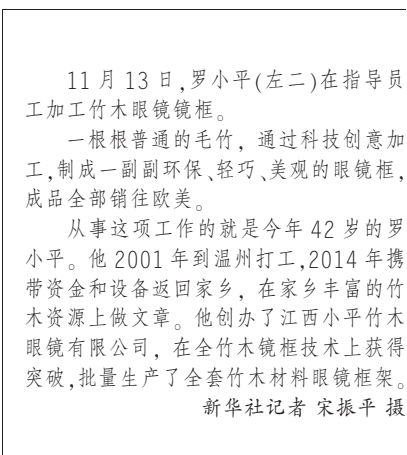 11月13日,罗小平(左二)在指导员
工加工竹木眼镜镜框。
一根根普通的毛竹，通过科技创意加
工,制成一副副环保、轻巧、美观的眼镜框,
成品全部销往欧美。
从事这项工作的就是今年42岁的罗
小平。他2001年到温州打工,2014年携
带资金和设备返回家乡，在家乡丰富的竹
木资源上做文章。他创办了江西小平竹木
眼镜有限公司，在全竹木镜框技术上获得
突破,批量生产了全套竹木材料眼镜框架。
新华社记者 宋振平 摄